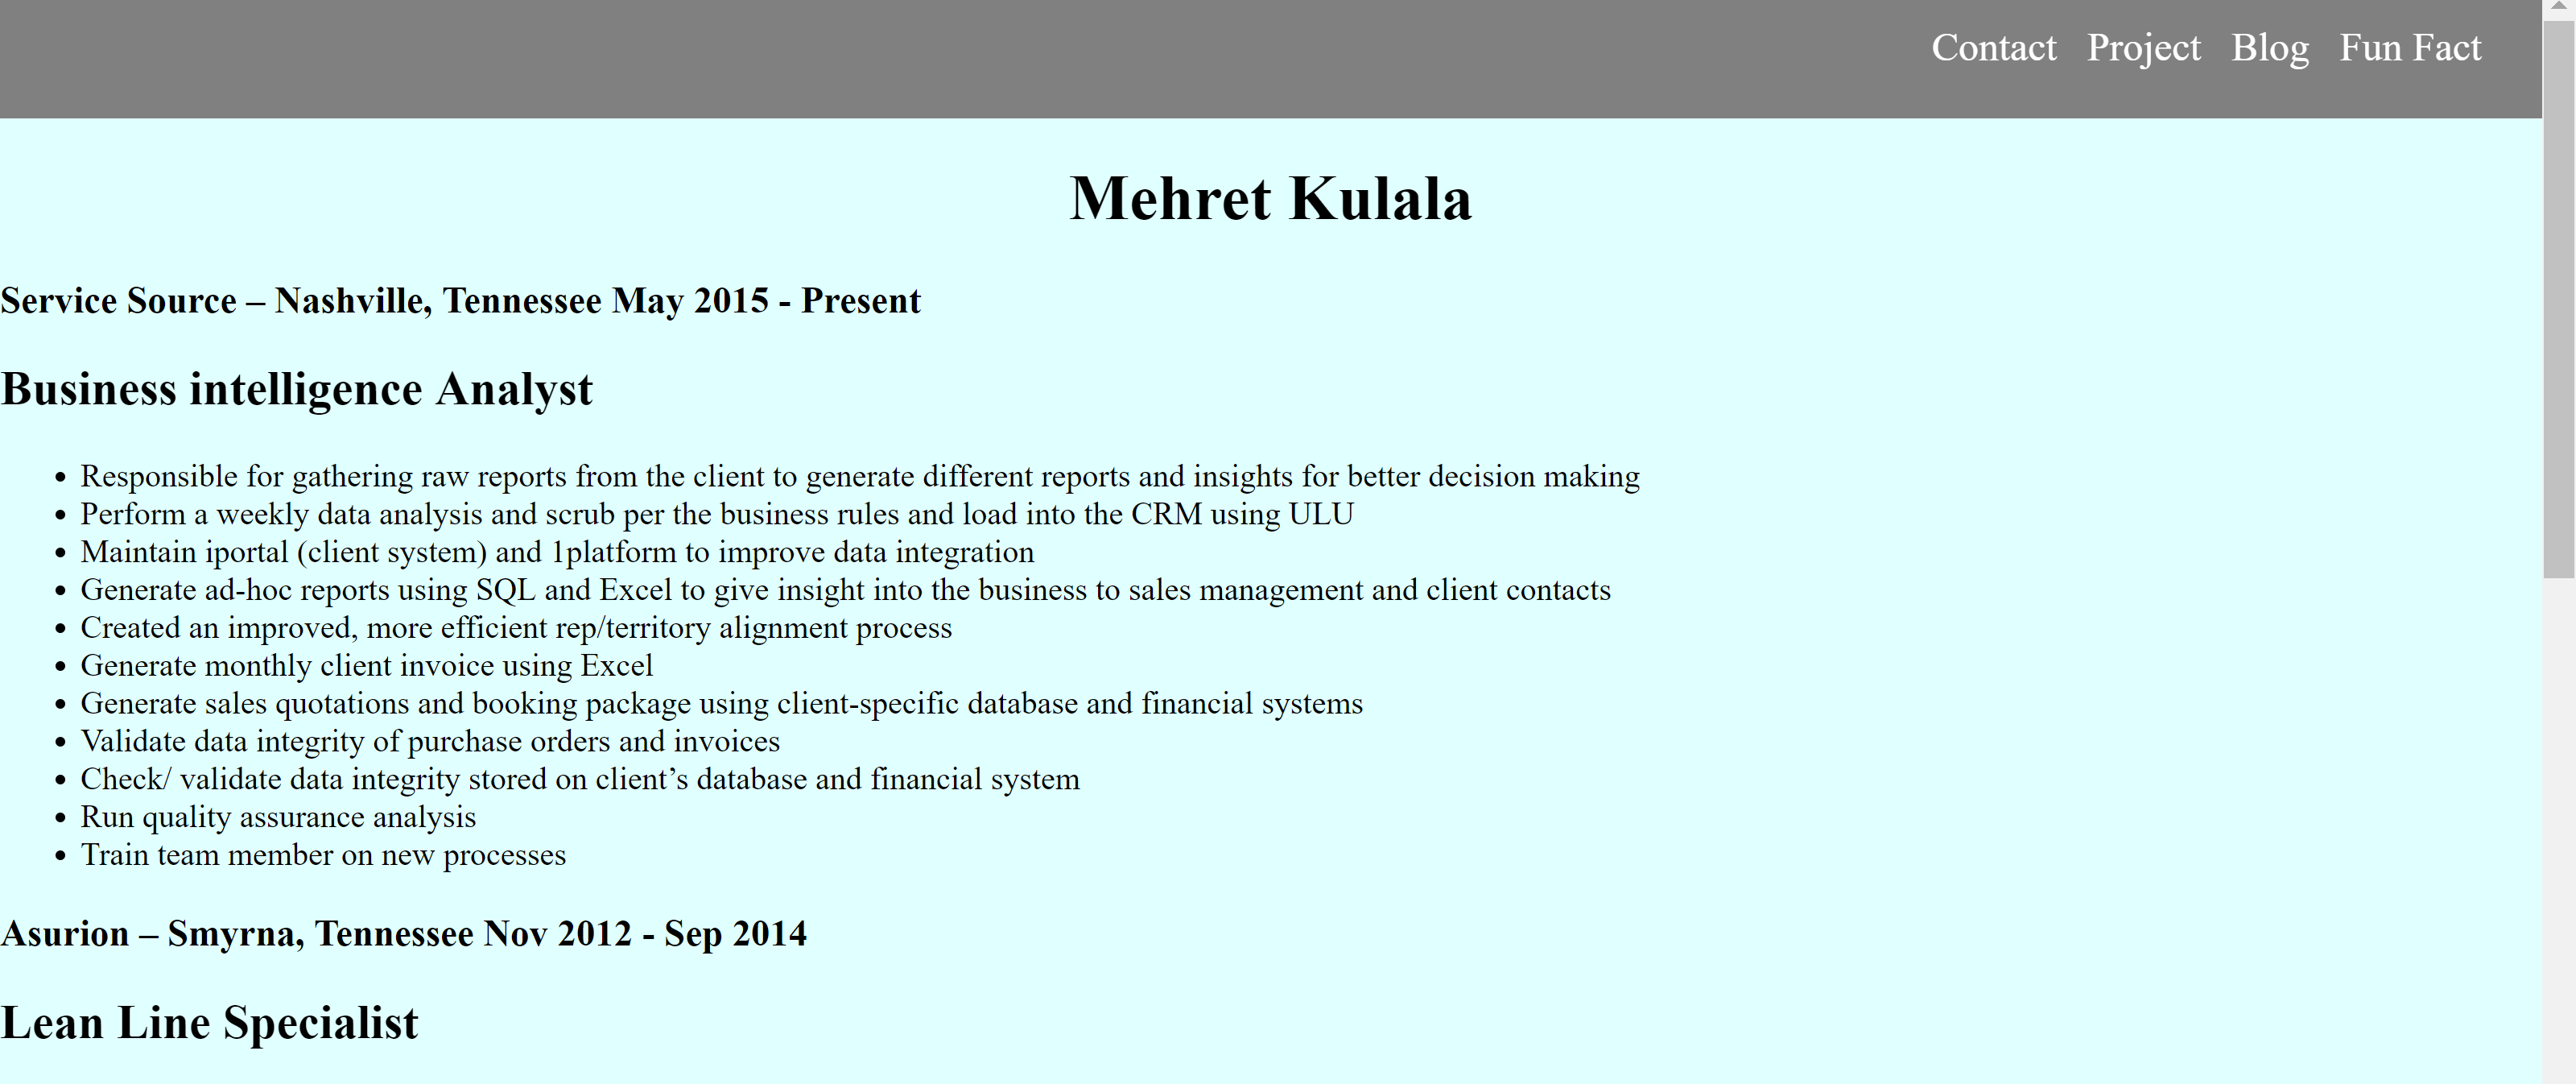 Contact Project Blog Fun Fact
Mehret Kulala
Service Source – Nashville, Tennessee May 2015 - Present
Business intelligence Analyst
• Responsible for gathering raw reports from the client to generate different reports and insights for better decision making
• Perform a weekly data analysis and scrub per the business rules and load into the CRM using ULU
• Maintain iportal (client system) and 1platform to improve data integration
• Generate ad-hoc reports using SQL and Excel to give insight into the business to sales management and client contacts
• Created an improved, more efficient rep/territory alignment process
• Generate monthly client invoice using Excel
• Generate sales quotations and booking package using client-specific database and financial systems
• Validate data integrity of purchase orders and invoices
• Check/ validate data integrity stored on client’s database and financial system
• Run quality assurance analysis
• Train team member on new processes
Asurion – Smyrna, Tennessee Nov 2012 - Sep 2014
Lean Line Specialist